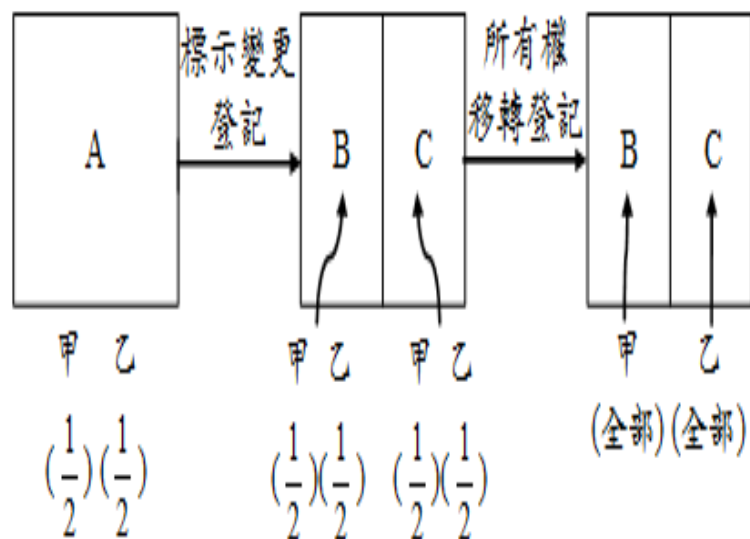 標示變更
登記
所有權
移轉登記
A
B C
B C
甲 乙
甲 乙 甲 乙
甲 乙
(1/2)(1/2)
(1/2)(1/2) (1/2)(1/2)
(全部)(全部)